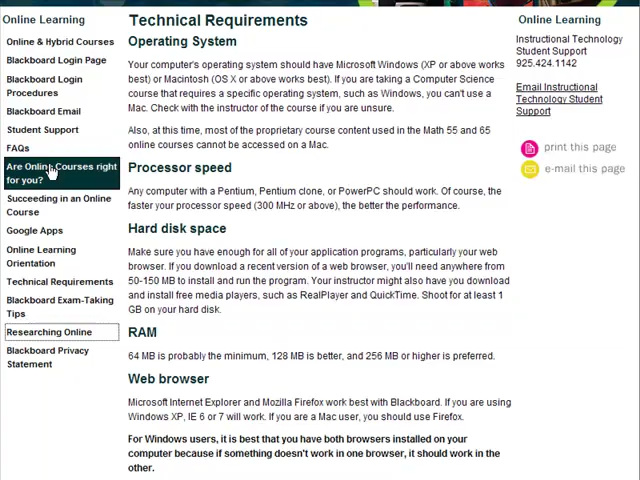 Online Learning
Online & Hybrid Courses
Blackboard Login Page
Blackboard Login
Procedures
Blackboard Email
Student Support
FAQs
Are Online Courses right
for you?
Succeeding in an Online
Course
Google Apps
Online Learning
Orientation
Technical Requirements
Blackboard Exam-Taking
Tips
Researching Online
Blackboard Privacy
Statement
Technical Requirements
Operating System
Your computer's operating system should have Microsoft Windows (XP or above works
best) or Macintosh (OS X or above works best). If you are taking a Computer Science
course that requires a specific operating system, such as Windows, you can't use a
Mac. Check with the instructor of the course if you are unsure.
Also, at this time, most of the proprietary course content used in the Math 55 and 65
online courses cannot be accessed on a Mac.
Processor speed
Any computer with a Pentium, Pentium clone, or PowerPC should work. Of course, the
faster your processor speed (300 MHz or above), the better the performance.
Hard disk space
Make sure you have enough for all of your application programs, particularly your web
browser. If you download a recent version of a web browser, you'll need anywhere from
50-150 MB to install and run the program. Your instructor might also have you download
and install free media players, such as RealPlayer and QuickTime. Shoot for at least 1
GB on your hard disk.
RAM
64 MB is probably the minimum, 128 MB is better, and 256 MB or higher is preferred.
Web browser
Microsoft Internet Explorer and Mozilla Firefox work best with Blackboard. If you are using
Windows XP, IE 6 or 7 will work. If you are a Mac user, you should use Firefox.
For Windows users, it is best that you have both browsers installed on your
computer because if something doesn't work in one browser, it should work in the
other.
Online Learning
Instructional Technology
Student Support
925.424.1142
Email Instructional
Technology Student
Support
print this page
e-mail this page